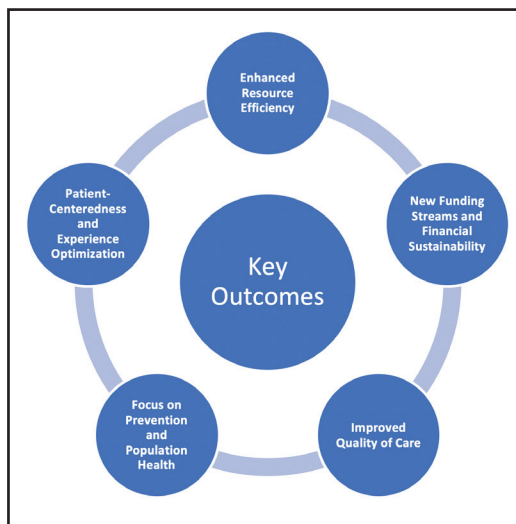 Enhanced
Resource
Efficiency
Patient-
Centeredness
and
Experience
Optimization
New Funding
Streams and
Financial
Sustainability
Key
Outcomes
Focus on
Prevention
and
Population
Health
Improved
Quality of Care